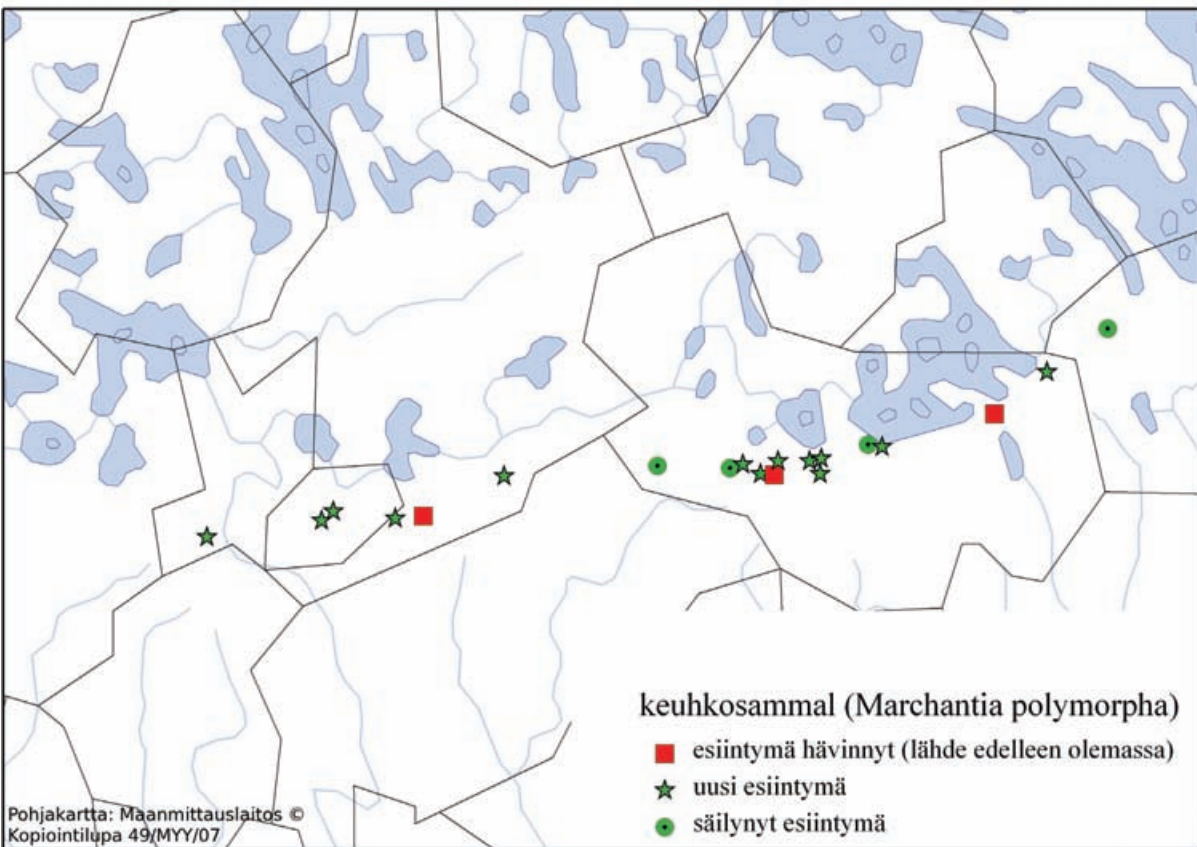 keuhkosammal (Marchantia polymorpha)
esiintymä hävinnyt (lähde edelleen olemassa)
uusi esiintymä
säilynyt esiintymä
Pohjakartta: Maanmittauslaitos ©
Kopiointilupa 49/MYY/07